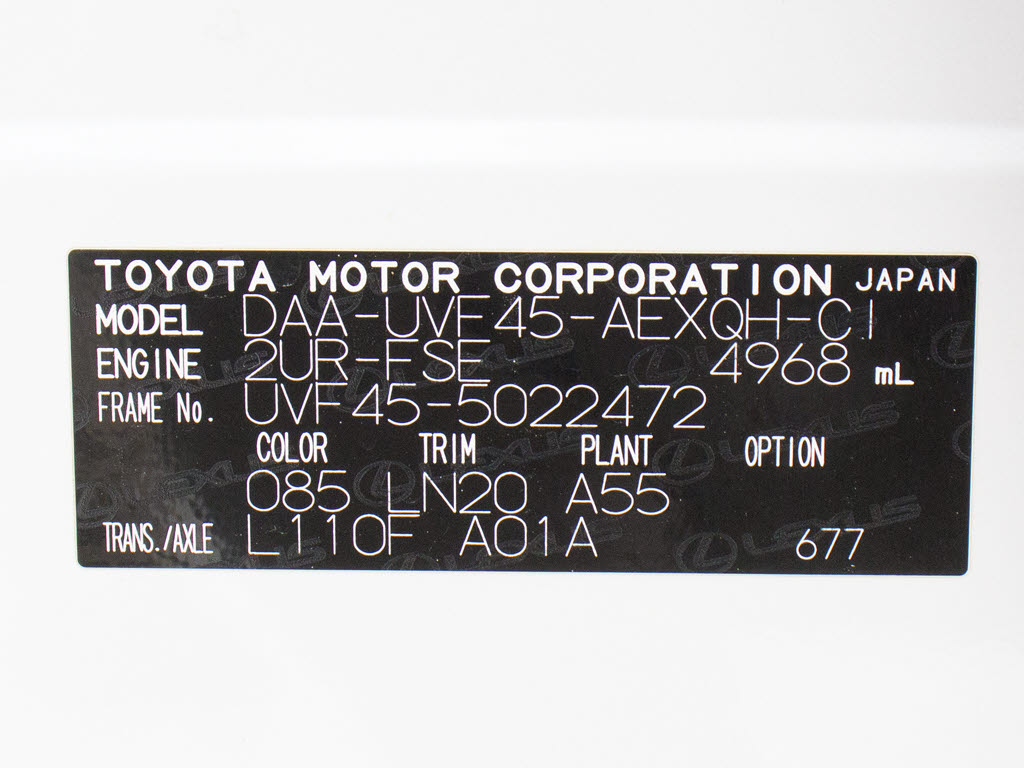 TOYOTA MOTOR CORPORATION JAPAN
MODEL DAA-UVF45-AEXQH-C1
ENGINE 2UR-FSE 4968 mL
FRAME No. UVF45-5022472
COLOR TRIM PLANT OPTION
085 LN20 A55
TRANS./AXLE L110F A01A 677
LEXUS